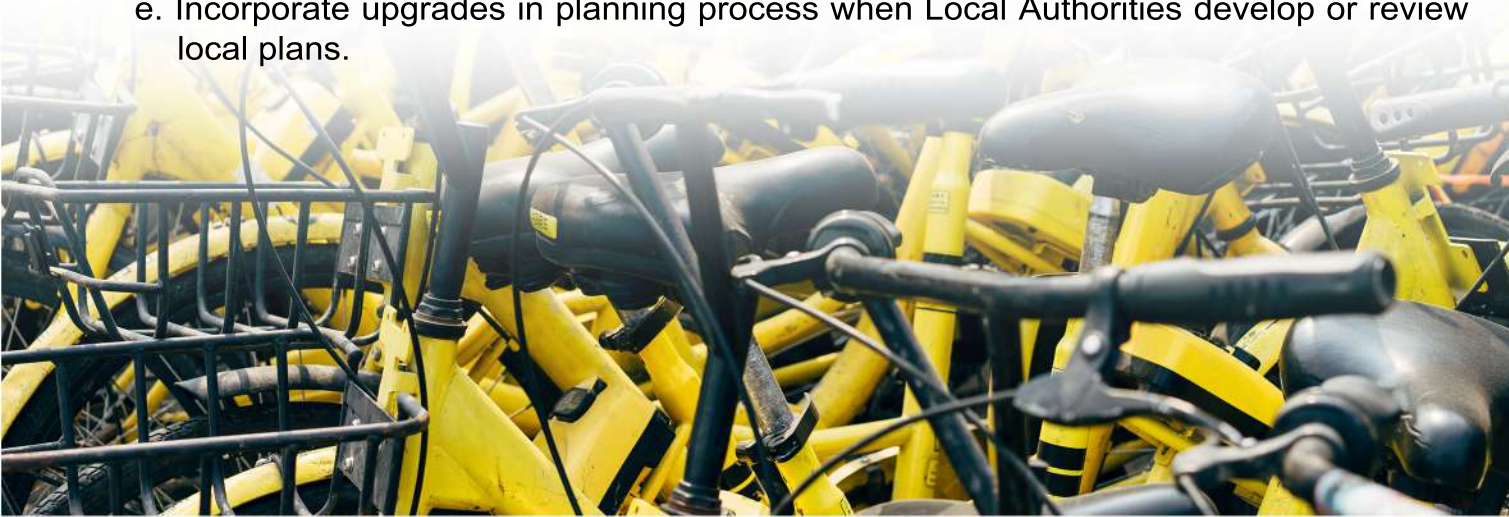 e. Incorporate upgrades in planning process when Local Authorities develop or review
local plans.